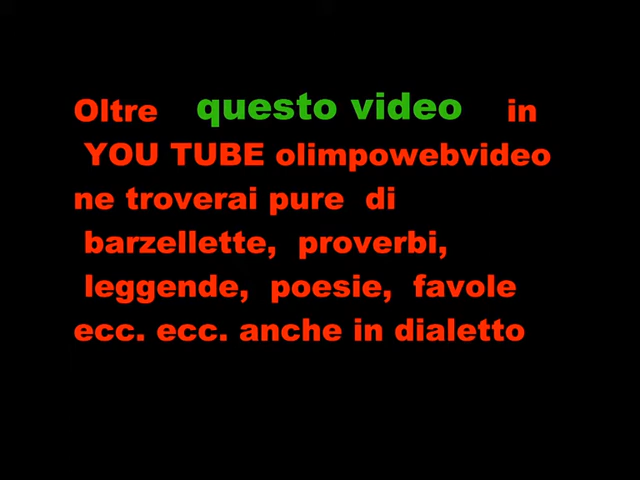 Oltre questo video in
YOU TUBE olimpowebvideo
ne troverai pure di
barzellette, proverbi,
leggende, poesie, favole
ecc. ecc. anche in dialetto